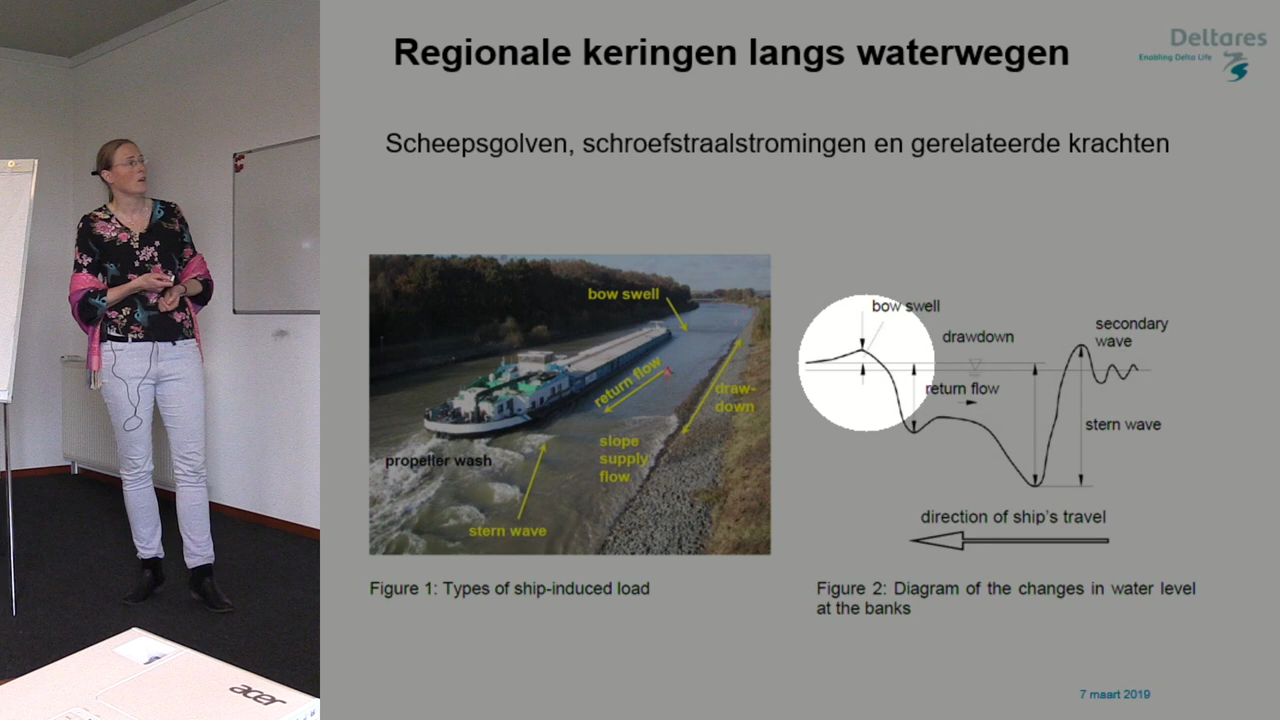 Regionale keringen langs waterwegen
Deltares
Enabling Delta Life
Scheepsgolven, schroefstraalstromingen en gerelateerde krachten
bow swell
return flow
draw-
down
slope
supply
flow
propeller wash
stern wave
bow swell
drawdown
secondary
wave
return flow
stern wave
direction of ship's travel
Figure 1: Types of ship-induced load
Figure 2: Diagram of the changes in water level
at the banks
7 maart 2019
acer